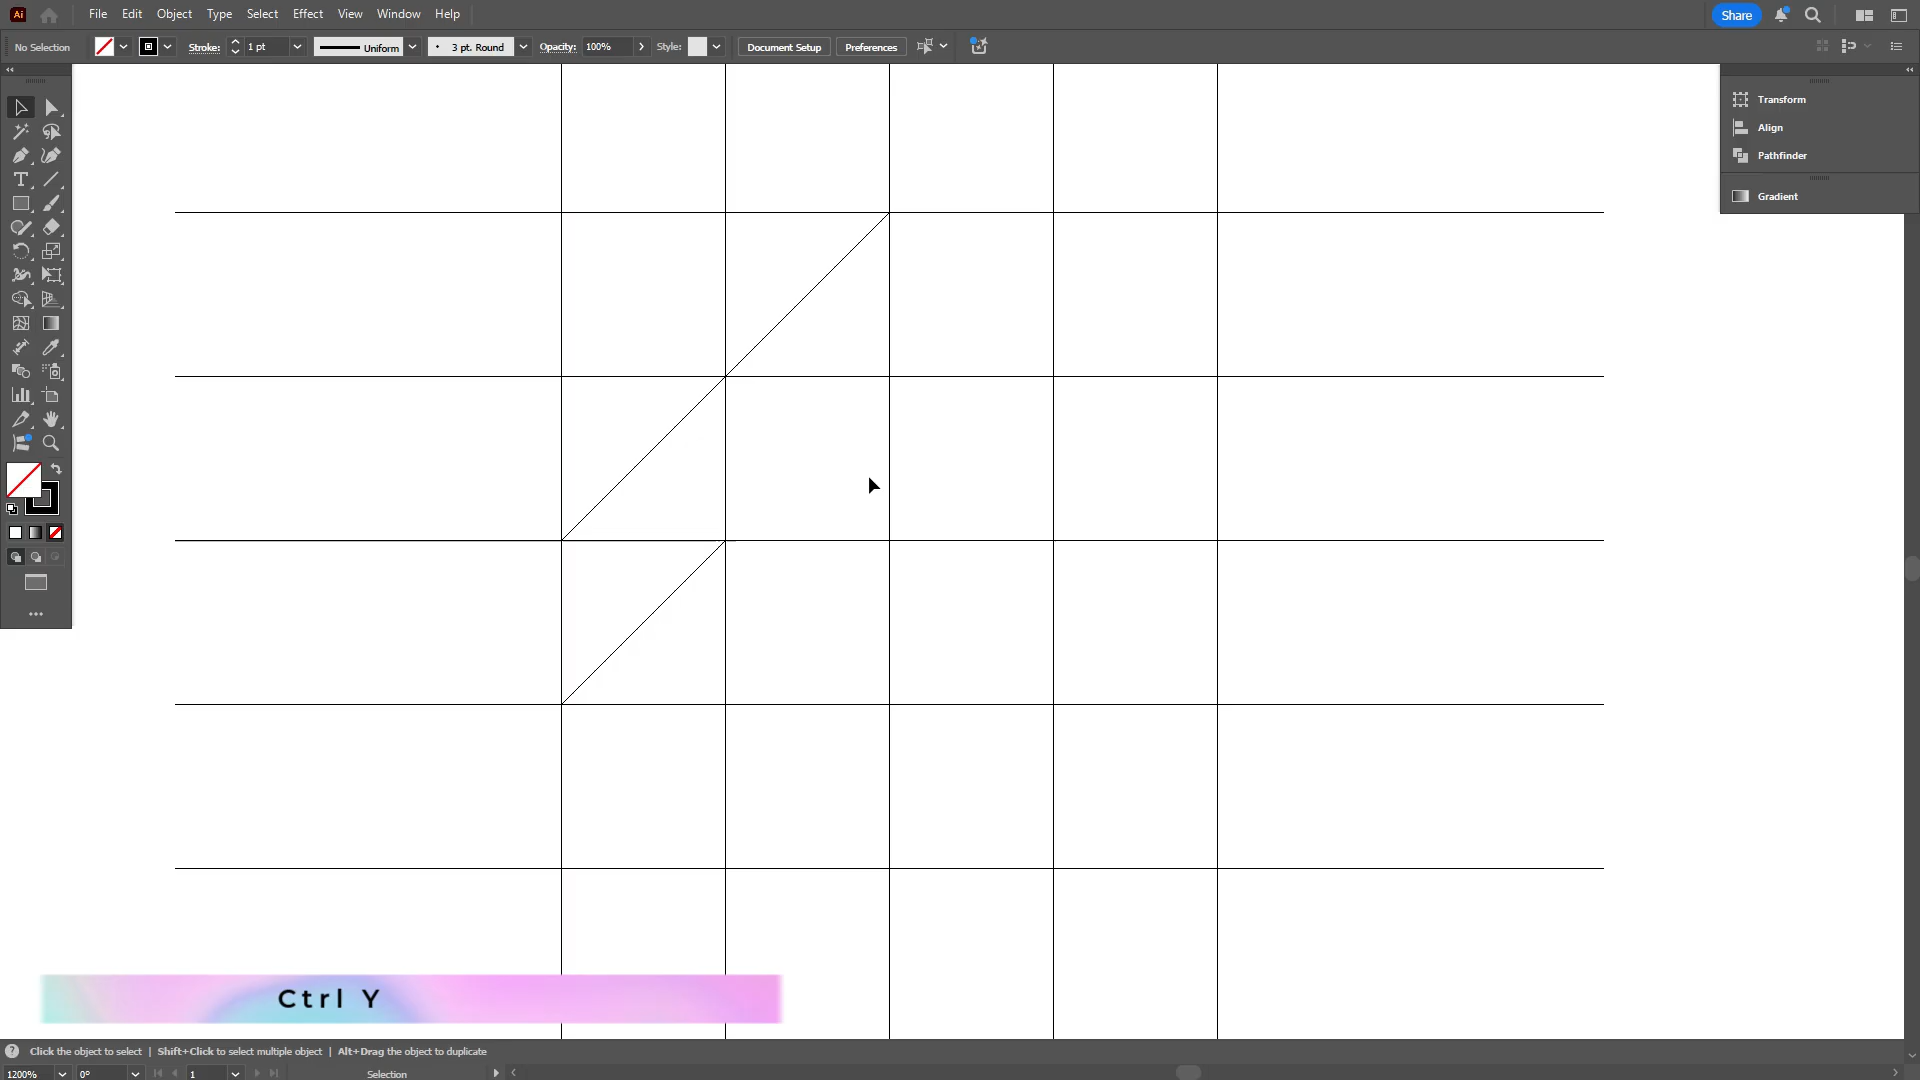 Ai File Edit Object Type Select Effect View Window Help Share
No Selection Stroke: 1 pt Uniform 3 pt. Round Opacity: 100% Style: Document Setup Preferences
Transform
Align
Pathfinder
Gradient
Ctrl Y
? Click the object to select | Shift+Click to select multiple object | Alt+Drag the object to duplicate
1200% 0° 1 Selection